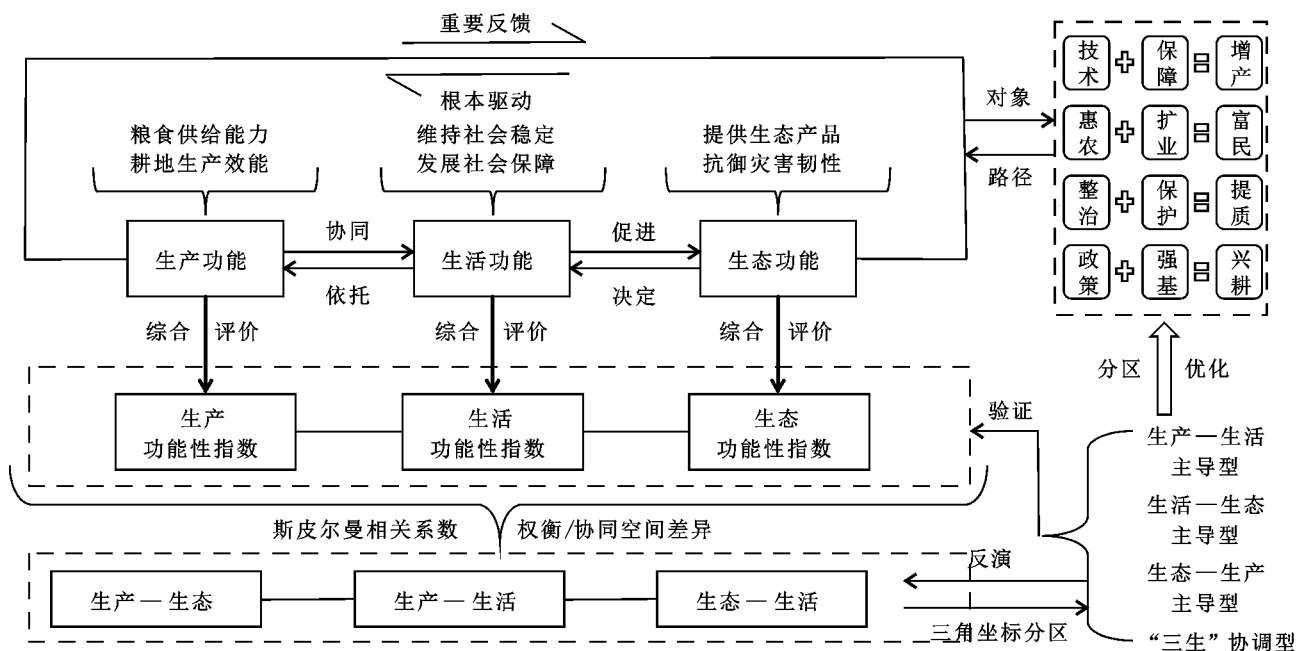 重要反馈
根本驱动
粮食供给能力
耕地生产效能
维持社会稳定
发展社会保障
提供生态产品
抗御灾害韧性
生产功能
协同
依托
生活功能
促进
决定
生态功能
综合 评价
综合 评价
综合 评价
生产
功能性指数
生活
功能性指数
生态
功能性指数
斯皮尔曼相关系数 权衡/协同空间差异
生产—生态
生产—生活
生态—生活
对象
路径
技术+保障=增产
惠农+扩业=富民
整治+保护=提质
政策+强基=兴耕
分区 优化
验证
反演
三角坐标分区
生产—生活
主导型
生活—生态
主导型
生态—生产
主导型
“三生”协调型